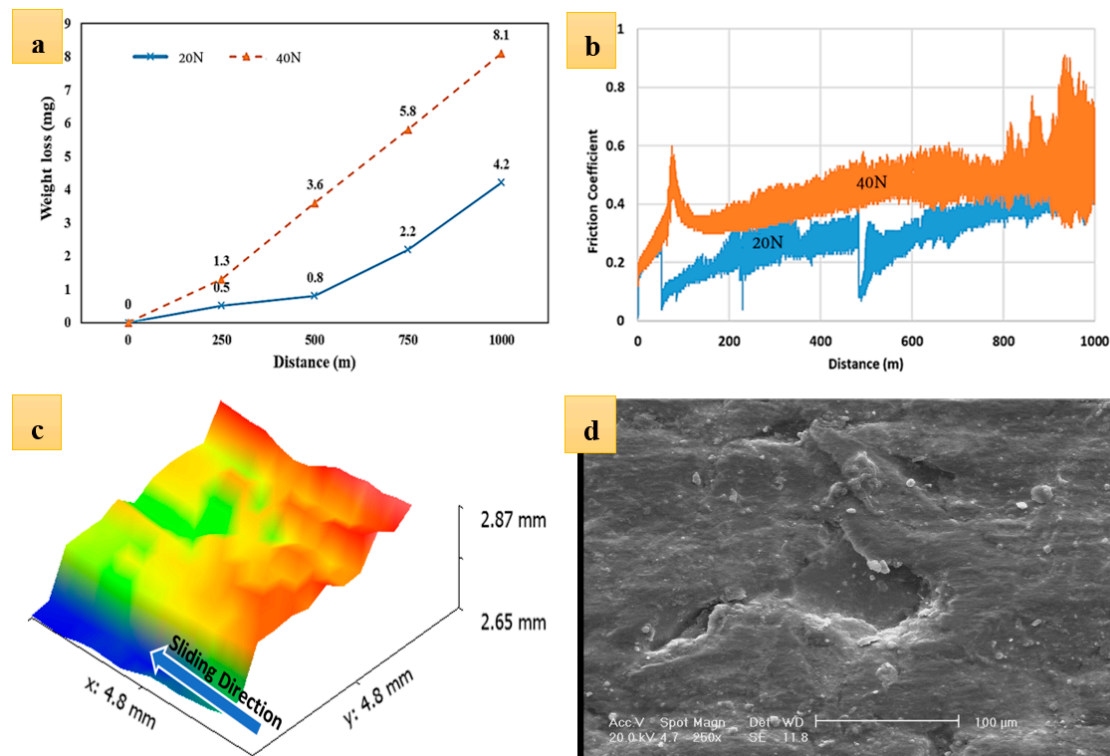 a
Weight loss (mg)
9
8
7
6
5
4
3
2
1
0
20N
40N
0
0.5
1.3
0.8
3.6
2.2
5.8
4.2
8.1
0
250
500
750
1000
Distance (m)
b
Friction Coefficient
1
0.8
0.6
0.4
0.2
0
40N
20N
0
200
400
600
800
1000
Distance (m)
c
2.87 mm
2.65 mm
Sliding Direction
x: 4.8 mm
y: 4.8 mm
d
Acc.V Spot Magn Det WD
20.0 kV 4.7 250x SE 11.8
100 µm